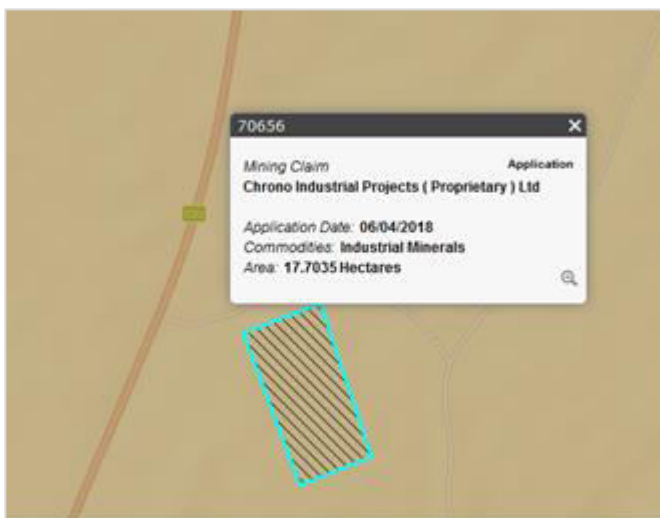 70656
Mining Claim Application
Chrono Industrial Projects ( Proprietary ) Ltd
Application Date: 06/04/2018
Commodities: Industrial Minerals
Area: 17.7035 Hectares